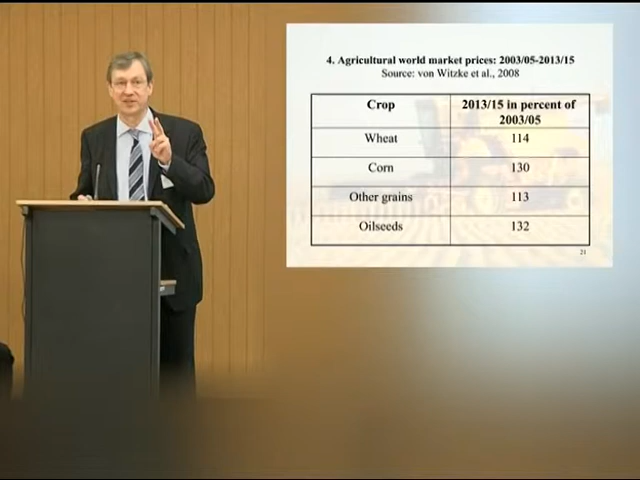 4. Agricultural world market prices: 2003/05-2013/15
Source: von Witzke et al., 2008
Crop 2013/15 in percent of
2003/05
Wheat 114
Corn 130
Other grains 113
Oilseeds 132
21